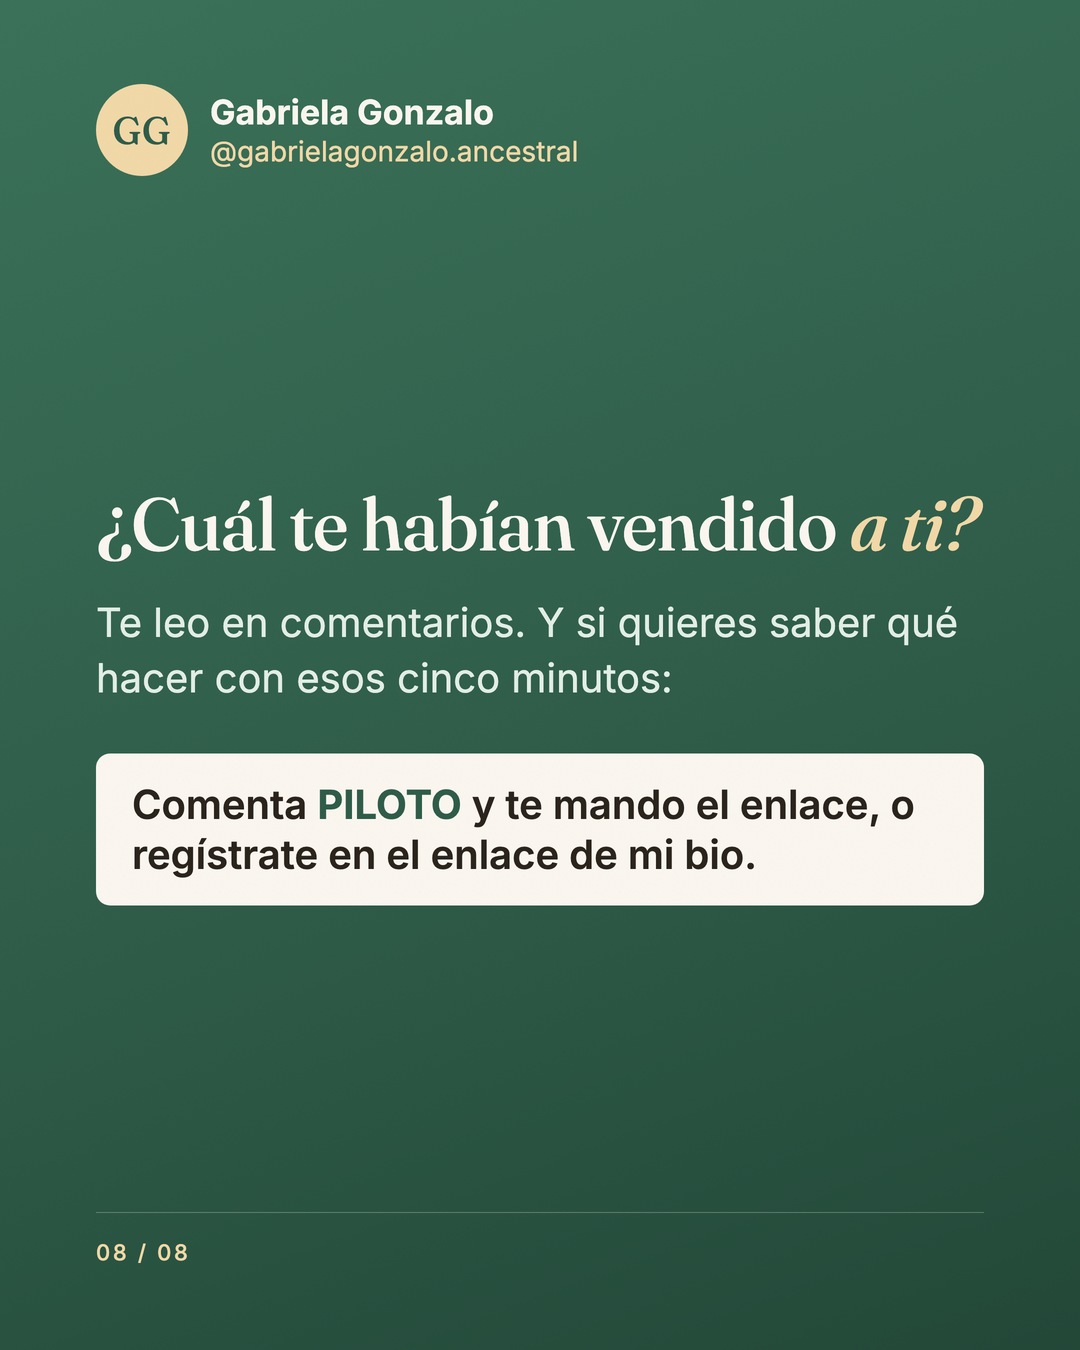 GG
Gabriela Gonzalo
@gabrielagonzalo.ancestral
¿Cuál te habían vendido a ti?
Te leo en comentarios. Y si quieres saber qué
hacer con esos cinco minutos:
Comenta PILOTO y te mando el enlace, o
regístrate en el enlace de mi bio.
08 / 08